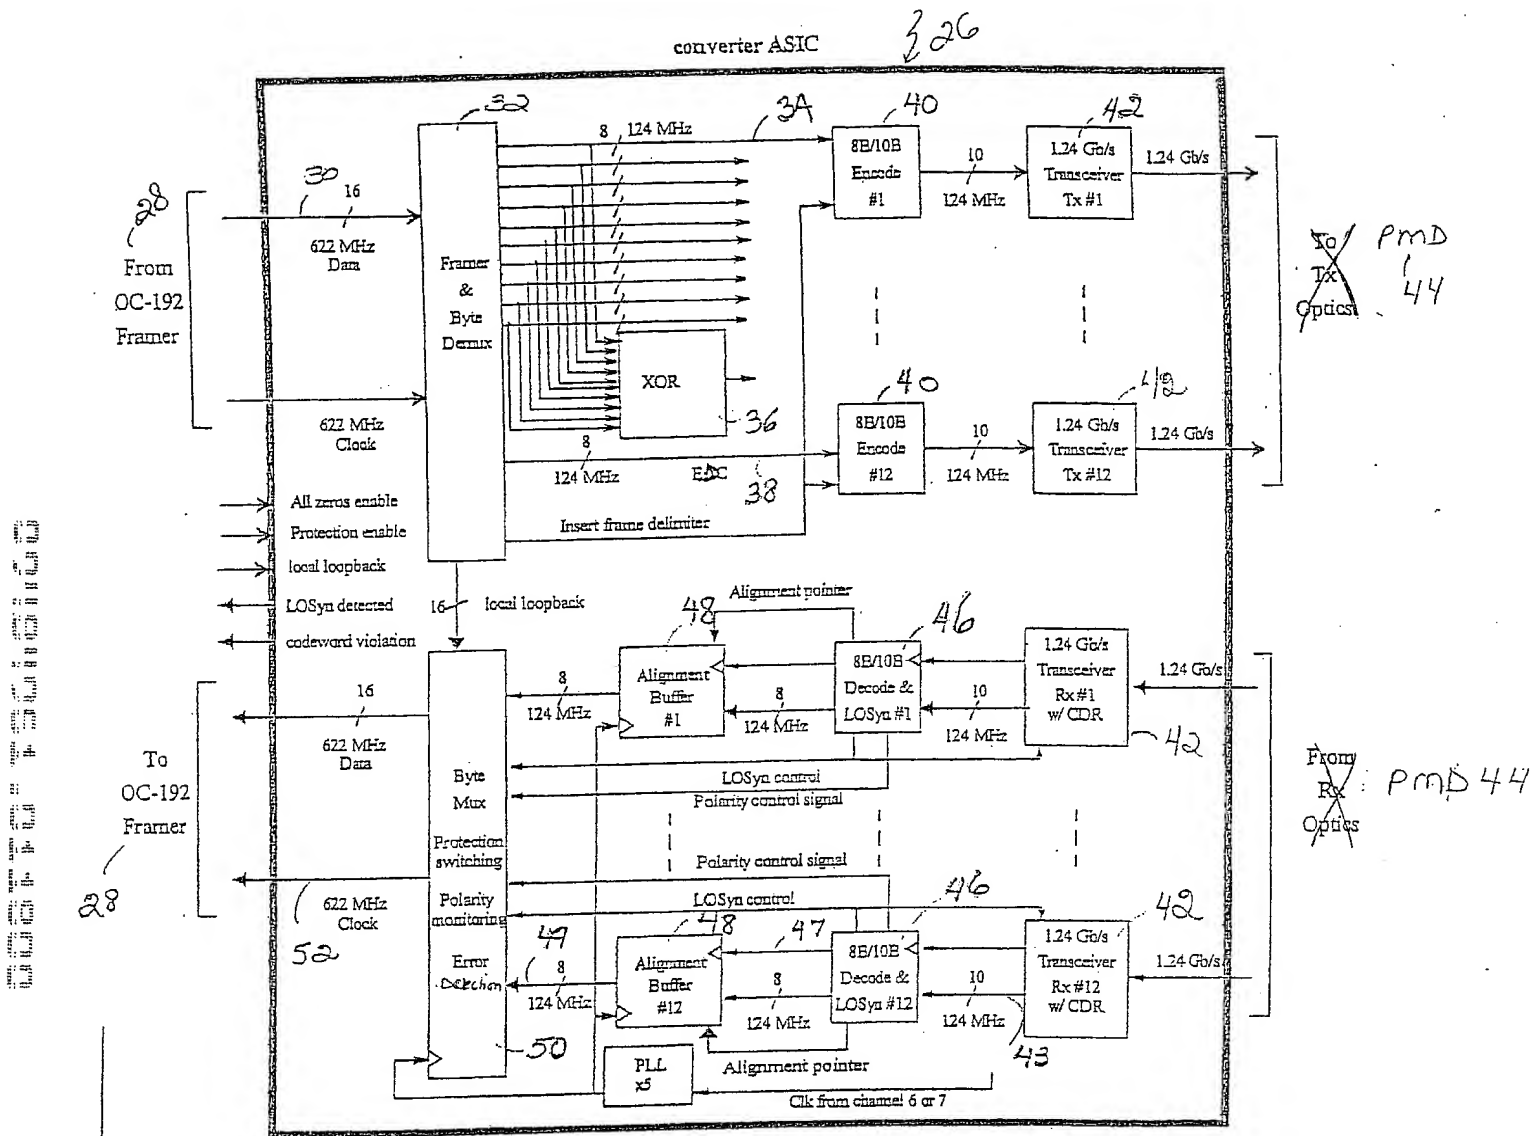 converter ASIC
26
32
8
124 MHz
34
40
42
8B/10B
Encode
#1
10
124 MHz
1.24 Gb/s
Transceiver
Tx #1
1.24 Gb/s
28
30
16
622 MHz
Data
From
OC-192
Framer
Framer
&
Byte
Demux
To
Tx
Optics
PMD
44
XOR
36
622 MHz
Clock
8
124 MHz
38
40
8B/10B
Encode
#12
10
124 MHz
42
1.24 Gb/s
Transceiver
Tx #12
1.24 Gb/s
Insert frame delimiter
All zeros enable
Protection enable
local loopback
LOSyn detected
codeword violation
16
local loopback
Alignment pointer
48
46
Alignment
Buffer
#1
8
124 MHz
8B/10B
Decode &
LOSyn #1
8
124 MHz
10
124 MHz
1.24 Gb/s
Transceiver
Rx #1
w/ CDR
1.24 Gb/s
42
16
622 MHz
Data
To
OC-192
Framer
28
LOSyn control
Polarity control signal
Byte
Mux
Protection
switching
Polarity
monitoring
Error
Detection
50
From
Rx
Optics
PMD 44
Polarity control signal
LOSyn control
622 MHz
Clock
52
49
8
124 MHz
48
Alignment
Buffer
#12
47
8
124 MHz
46
8B/10B
Decode &
LOSyn #12
10
124 MHz
43
42
1.24 Gb/s
Transceiver
Rx #12
w/ CDR
1.24 Gb/s
Alignment pointer
PLL
x5
Clk from channel 6 or 7